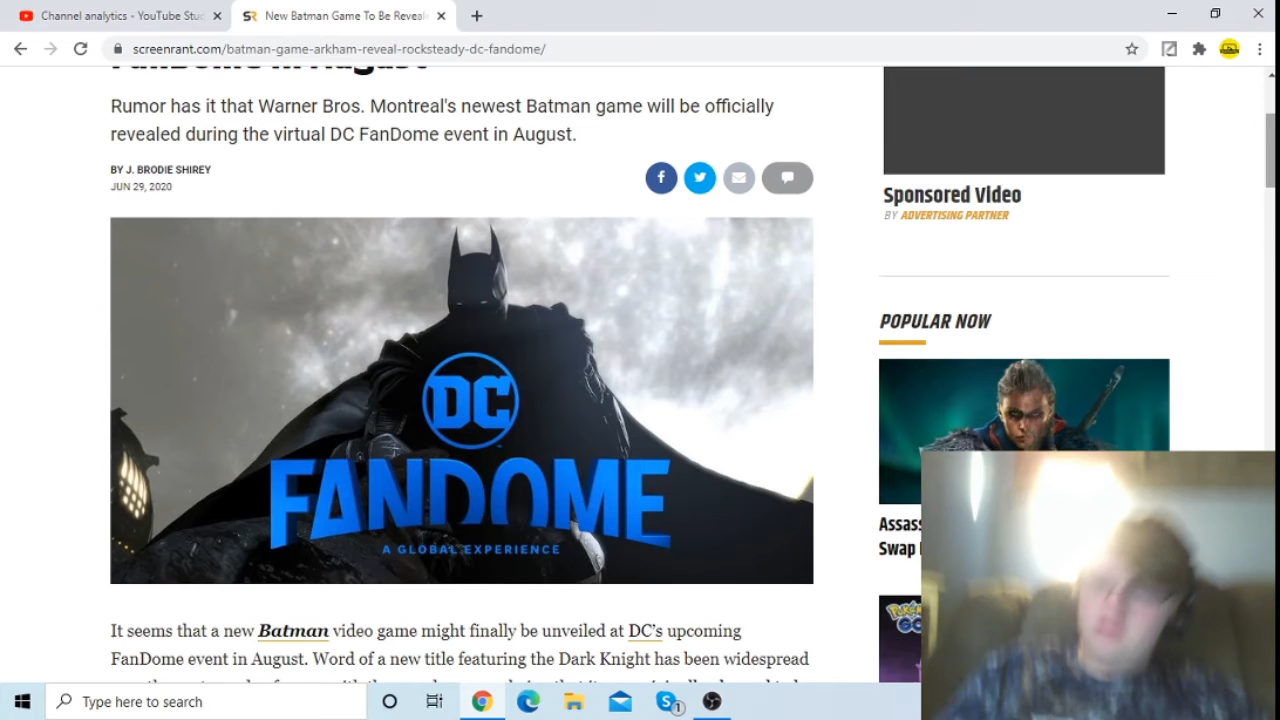 Channel analytics - YouTube Stu
New Batman Game To Be Reveal
screenrant.com/batman-game-arkham-reveal-rocksteady-dc-fandome/
FanDome in August
Rumor has it that Warner Bros. Montreal's newest Batman game will be officially
revealed during the virtual DC FanDome event in August.
BY J. BRODIE SHIREY
JUN 29, 2020
DC
FANDOME
A GLOBAL EXPERIENCE
It seems that a new Batman video game might finally be unveiled at DC's upcoming
FanDome event in August. Word of a new title featuring the Dark Knight has been widespread
Sponsored Video
BY ADVERTISING PARTNER
POPULAR NOW
Assas
Swap
POKÉMON
GO
Type here to search
1